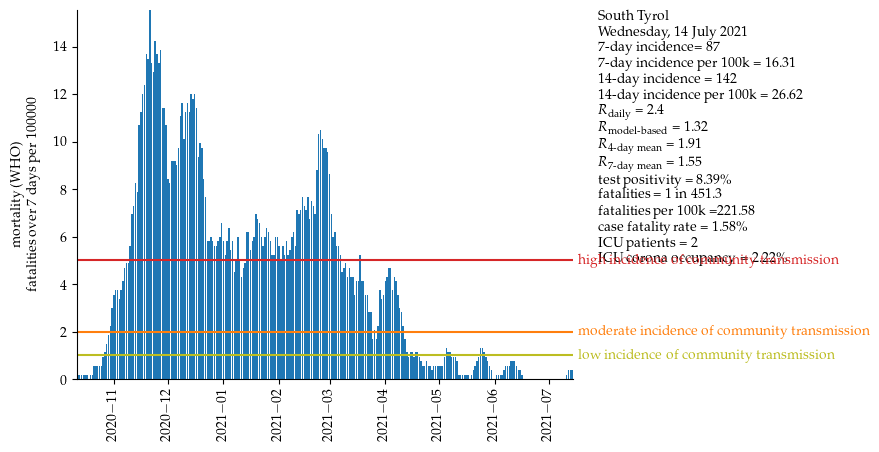 South Tyrol
Wednesday, 14 July 2021
7-day incidence= 87
7-day incidence per 100k = 16.31
14-day incidence = 142
14-day incidence per 100k = 26.62
R_daily = 2.4
R_model-based = 1.32
R_4-day mean = 1.91
R_7-day mean = 1.55
test positivity = 8.39%
fatalities = 1 in 451.3
fatalities per 100k =221.58
case fatality rate = 1.58%
ICU patients = 2
ICU corona occupancy = 2.22%
high incidence of community transmission
moderate incidence of community transmission
low incidence of community transmission
mortality (WHO)
fatalities over 7 days per 100000
14
12
10
8
6
4
2
0
2020−11
2020−12
2021−01
2021−02
2021−03
2021−04
2021−05
2021−06
2021−07